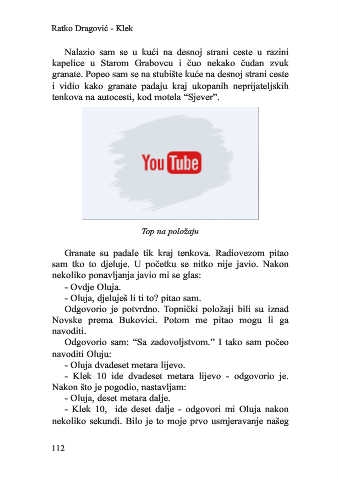 Ratko Dragović - Klek
Nalazio sam se u kući na desnoj strani ceste u razini
kapelice u Starom Grabovcu i čuo nekako čudan zvuk
granate. Popeo sam se na stubište kuće na desnoj strani ceste
i vidio kako granate padaju kraj ukopanih neprijateljskih
tenkova na autocesti, kod motela “Sjever”.
YouTube
Top na položaju
Granate su padale tik kraj tenkova. Radiovezom pitao
sam tko to djeluje. U početku se nitko nije javio. Nakon
nekoliko ponavljanja javio mi se glas:
- Ovdje Oluja.
- Oluja, djeluješ li ti to? pitao sam.
Odgovorio je potvrdno. Topnički položaji bili su iznad
Novske prema Bukovici. Potom me pitao mogu li ga
navoditi.
Odgovorio sam: “Sa zadovoljstvom.” I tako sam počeo
navoditi Oluju:
- Oluja dvadeset metara lijevo.
- Klek 10 ide dvadeset metara lijevo - odgovorio je.
Nakon što je pogodio, nastavljam:
- Oluja, deset metara dalje.
- Klek 10, ide deset dalje - odgovori mi Oluja nakon
nekoliko sekundi. Bilo je to moje prvo usmjeravanje našeg
112